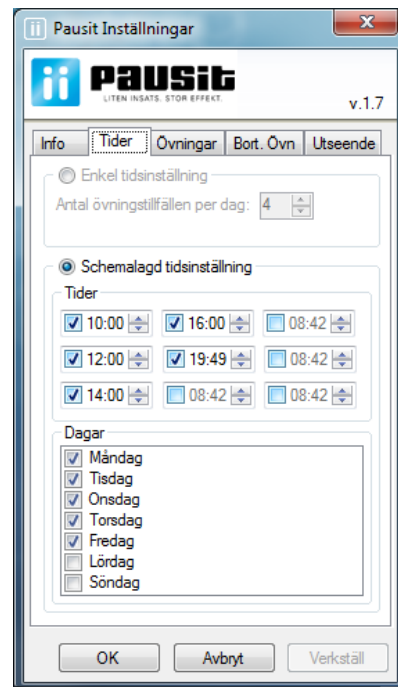 Pausit Inställningar
Pausit
LITEN INSATS. STOR EFFEKT.
v.1.7
Info Tider Övningar Bort. Övn Utseende
Enkel tidsinställning
Antal övningstillfällen per dag: 4
Schemalagd tidsinställning
Tider
10:00 16:00 08:42
12:00 19:49 08:42
14:00 08:42 08:42
Dagar
Måndag
Tisdag
Onsdag
Torsdag
Fredag
Lördag
Söndag
OK Avbryt Verkställ